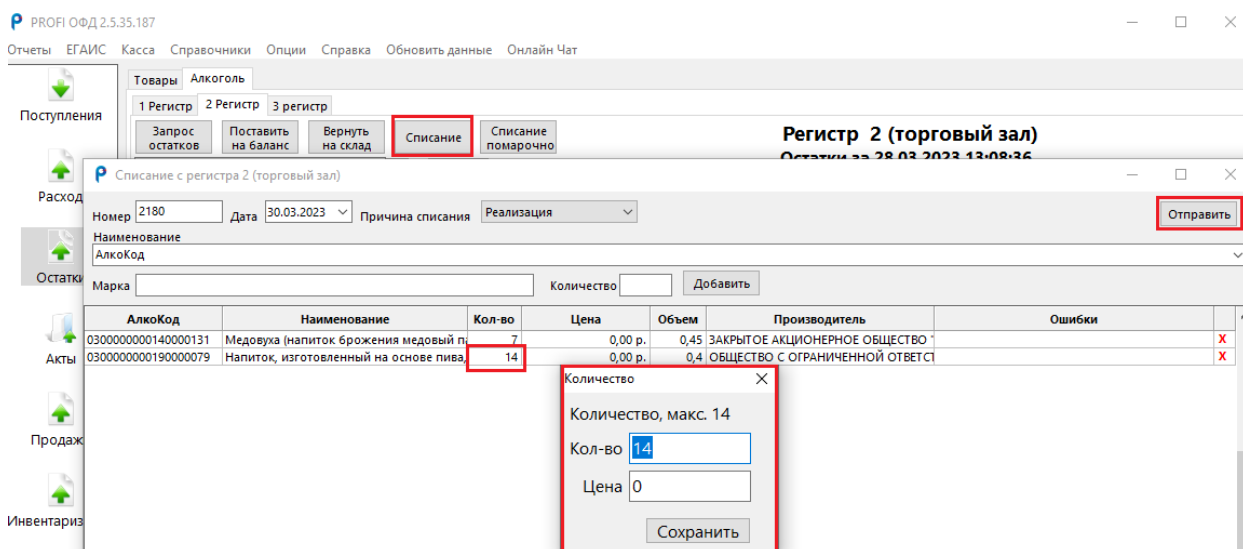 PROFI ОФД 2.5.35.187
Отчеты ЕГАИС Касса Справочники Опции Справка Обновить данные Онлайн Чат
Товары Алкоголь
Поступления
1 Регистр 2 Регистр 3 регистр
Запрос остатков Поставить на баланс Вернуть на склад Списание Списание помарочно
Регистр 2 (торговый зал)
Остатки за 28.03.2023 13:08:36
Списание с регистра 2 (торговый зал)
Расход
Номер 2180 Дата 30.03.2023 Причина списания Реализация Отправить
Наименование
АлкоКод
Остатки
Марка Количество Добавить
АлкоКод Наименование Кол-во Цена Объем Производитель Ошибки
0300000000140000131 Медовуха (напиток брожения медовый п 7 0,00 р. 0,45 ЗАКРЫТОЕ АКЦИОНЕРНОЕ ОБЩЕСТВО X
Акты
0300000000190000079 Напиток, изготовленный на основе пива, 14 0,00 р. 0,4 ОБЩЕСТВО С ОГРАНИЧЕННОЙ ОТВЕТСТ X
Количество
Количество, макс. 14
Кол-во 14
Продаж
Цена 0
Сохранить
Инвентариз